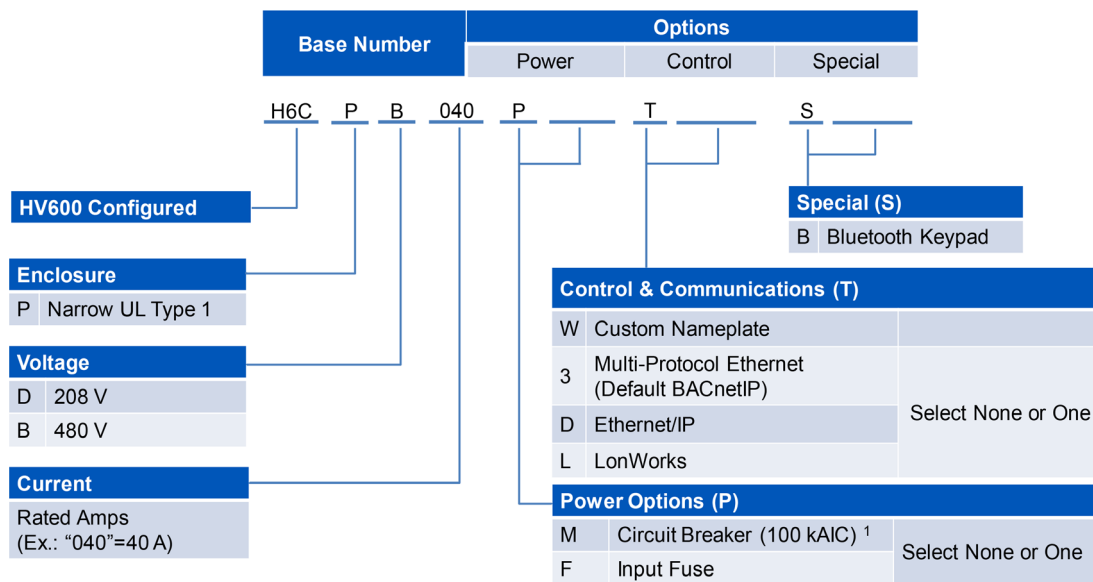 Base Number
Options
Power Control Special
H6C P B 040 P T S
HV600 Configured
Special (S)
B Bluetooth Keypad
Enclosure
P Narrow UL Type 1
Control & Communications (T)
W Custom Nameplate
3 Multi-Protocol Ethernet
(Default BACnetIP)
Select None or One
D Ethernet/IP
L LonWorks
Voltage
D 208 V
B 480 V
Current
Rated Amps
(Ex.: “040”=40 A)
Power Options (P)
M Circuit Breaker (100 kAIC) 1
Select None or One
F Input Fuse